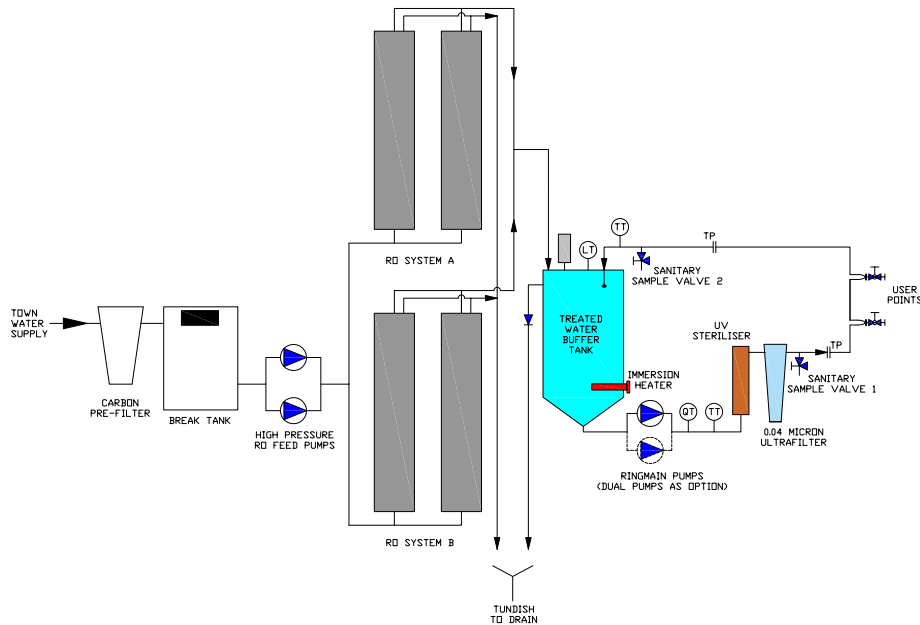 RO SYSTEM A
TOWN
WATER
SUPPLY
CARBON
PRE-FILTER
BREAK TANK
HIGH PRESSURE
RO FEED PUMPS
RO SYSTEM B
TUNDISH
TO DRAIN
TREATED
WATER
BUFFER
TANK
LT
TT
SANITARY
SAMPLE VALVE 2
TP
USER
POINTS
IMMERSION
HEATER
RINGMAIN PUMPS
(DUAL PUMPS AS OPTION)
QT
TT
UV
STERILISER
0.04 MICRON
ULTRAFILTER
SANITARY
SAMPLE VALVE 1
TP